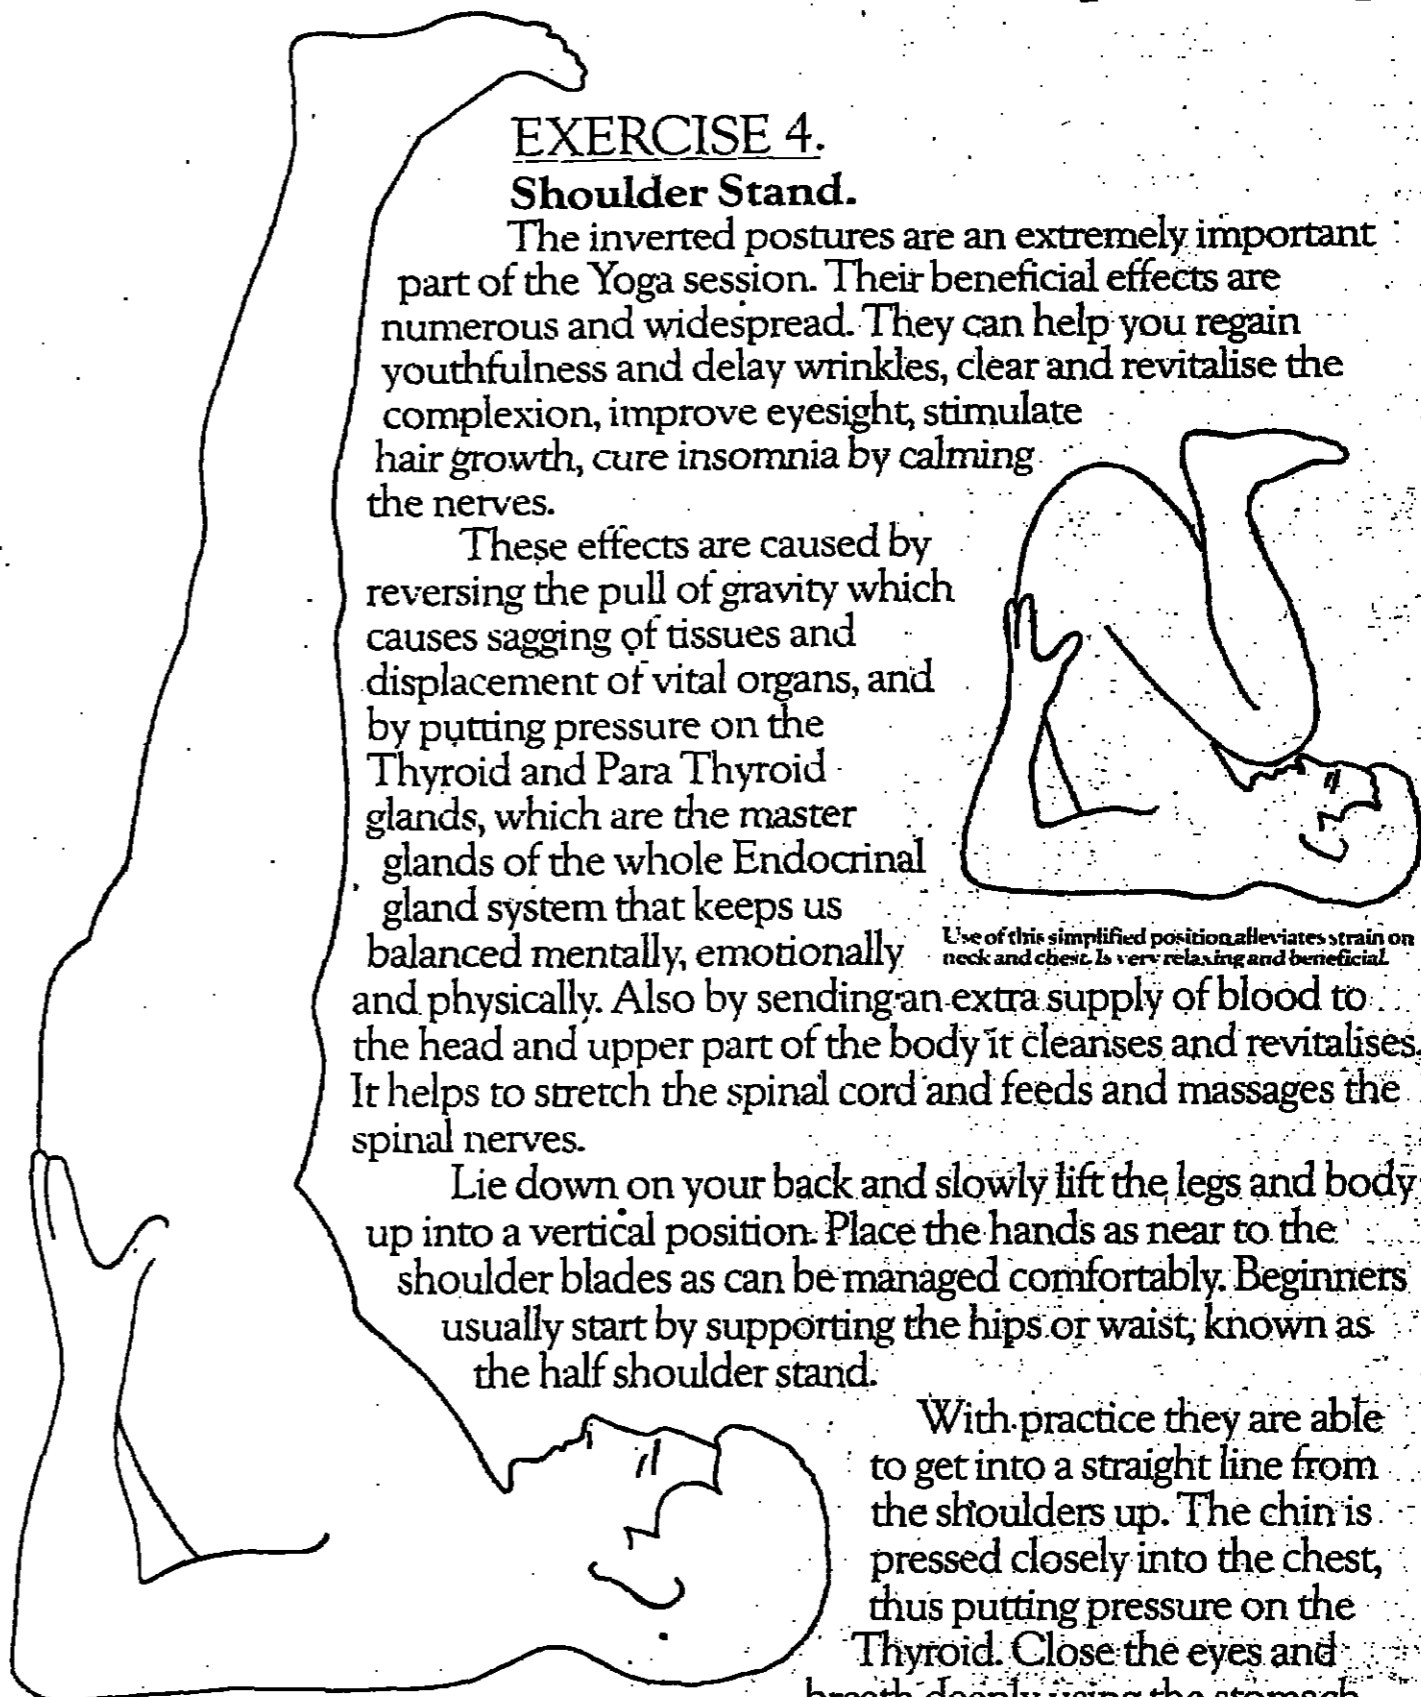 EXERCISE 4.
Shoulder Stand.
The inverted postures are an extremely important
part of the Yoga session. Their beneficial effects are
numerous and widespread. They can help you regain
youthfulness and delay wrinkles, clear and revitalise the
complexion, improve eyesight, stimulate
hair growth, cure insomnia by calming
the nerves.
These effects are caused by
reversing the pull of gravity which
causes sagging of tissues and
displacement of vital organs, and
by putting pressure on the
Thyroid and Para Thyroid
glands, which are the master
glands of the whole Endocrinal
gland system that keeps us
balanced mentally, emotionally
and physically. Also by sending an extra supply of blood to
the head and upper part of the body it cleanses and revitalises.
It helps to stretch the spinal cord and feeds and massages the
spinal nerves.
Use of this simplified position alleviates strain on
neck and chest. Is very relaxing and beneficial.
Lie down on your back and slowly lift the legs and body
up into a vertical position. Place the hands as near to the
shoulder blades as can be managed comfortably. Beginners
usually start by supporting the hips or waist, known as
the half shoulder stand.
With practice they are able
to get into a straight line from
the shoulders up. The chin is
pressed closely into the chest,
thus putting pressure on the
Thyroid. Close the eyes and
breath deeply using the stomach